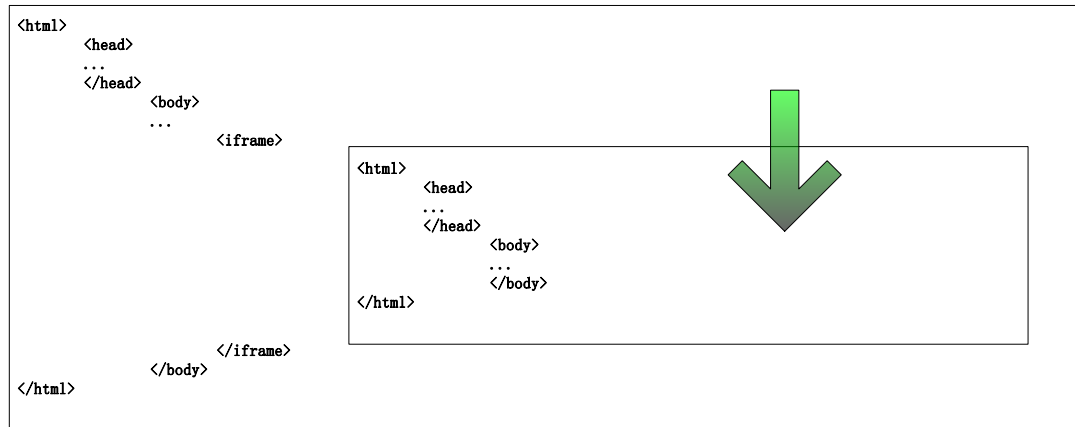 <html>
<head>
...
</head>
<body>
...
<iframe>
<html>
<head>
...
</head>
<body>
...
</body>
</html>
</iframe>
</body>
</html>